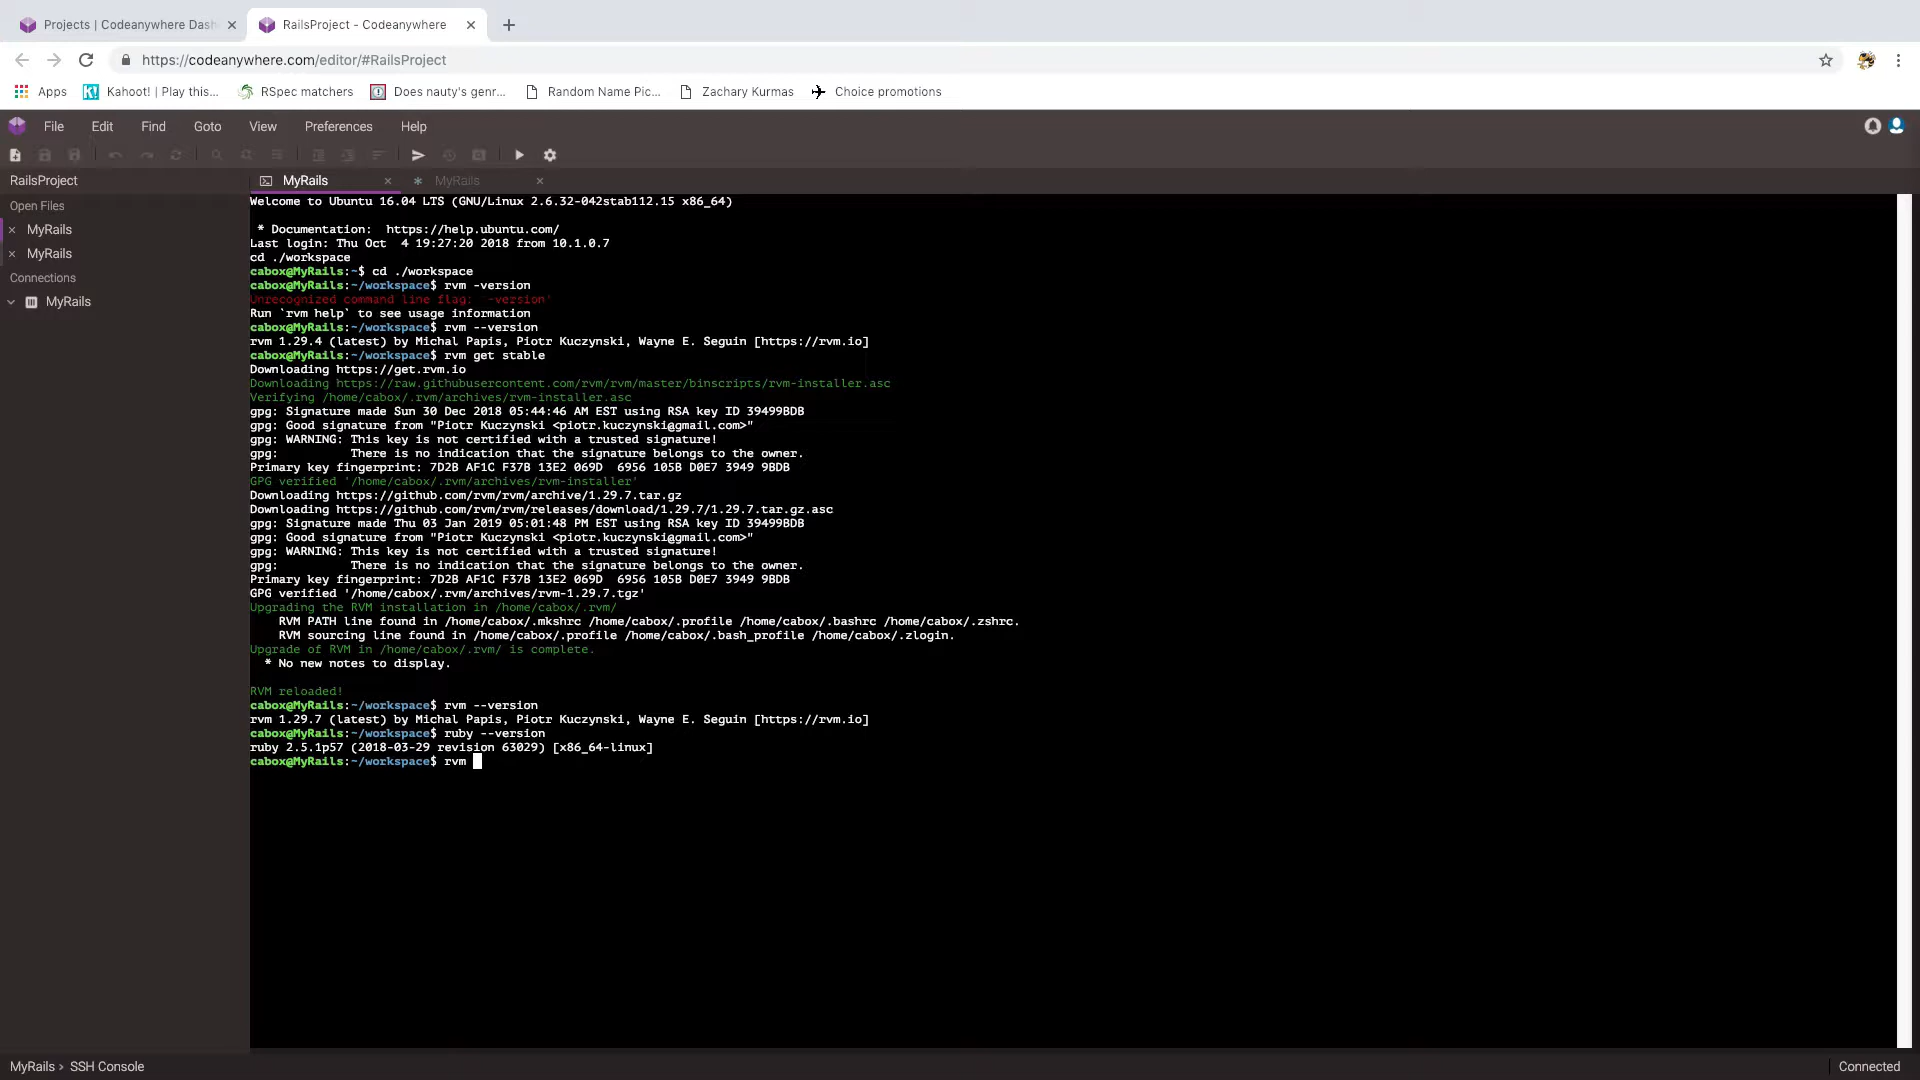 Projects | Codeanywhere Dash
RailsProject - Codeanywhere
https://codeanywhere.com/editor/#RailsProject
Apps
Kahoot! | Play this...
RSpec matchers
Does nauty's genr...
Random Name Pic...
Zachary Kurmas
Choice promotions
File Edit Find Goto View Preferences Help
RailsProject
MyRails
MyRails
Open Files
MyRails
MyRails
Connections
MyRails
Welcome to Ubuntu 16.04 LTS (GNU/Linux 2.6.32-042stab112.15 x86_64)
* Documentation:  https://help.ubuntu.com/
Last login: Thu Oct  4 19:27:20 2018 from 10.1.0.7
cd ./workspace
cabox@MyRails:~$ cd ./workspace
cabox@MyRails:~/workspace$ rvm -version
Unrecognized command line flag: `-version'
Run `rvm help` to see usage information
cabox@MyRails:~/workspace$ rvm --version
rvm 1.29.4 (latest) by Michal Papis, Piotr Kuczynski, Wayne E. Seguin [https://rvm.io]
cabox@MyRails:~/workspace$ rvm get stable
Downloading https://get.rvm.io
Downloading https://raw.githubusercontent.com/rvm/rvm/master/binscripts/rvm-installer.asc
Verifying /home/cabox/.rvm/archives/rvm-installer.asc
gpg: Signature made Sun 30 Dec 2018 05:44:46 AM EST using RSA key ID 39499BDB
gpg: Good signature from "Piotr Kuczynski <piotr.kuczynski@gmail.com>"
gpg: WARNING: This key is not certified with a trusted signature!
gpg:          There is no indication that the signature belongs to the owner.
Primary key fingerprint: 7D2B AF1C F37B 13E2 069D  6956 105B D0E7 3949 9BDB
GPG verified '/home/cabox/.rvm/archives/rvm-installer'
Downloading https://github.com/rvm/rvm/archive/1.29.7.tar.gz
Downloading https://github.com/rvm/rvm/releases/download/1.29.7/1.29.7.tar.gz.asc
gpg: Signature made Thu 03 Jan 2019 05:01:48 PM EST using RSA key ID 39499BDB
gpg: Good signature from "Piotr Kuczynski <piotr.kuczynski@gmail.com>"
gpg: WARNING: This key is not certified with a trusted signature!
gpg:          There is no indication that the signature belongs to the owner.
Primary key fingerprint: 7D2B AF1C F37B 13E2 069D  6956 105B D0E7 3949 9BDB
GPG verified '/home/cabox/.rvm/archives/rvm-1.29.7.tgz'
Upgrading the RVM installation in /home/cabox/.rvm/
RVM PATH line found in /home/cabox/.mkshrc /home/cabox/.profile /home/cabox/.bashrc /home/cabox/.zshrc.
RVM sourcing line found in /home/cabox/.profile /home/cabox/.bash_profile /home/cabox/.zlogin.
Upgrade of RVM in /home/cabox/.rvm/ is complete.
* No new notes to display.
RVM reloaded!
cabox@MyRails:~/workspace$ rvm --version
rvm 1.29.7 (latest) by Michal Papis, Piotr Kuczynski, Wayne E. Seguin [https://rvm.io]
cabox@MyRails:~/workspace$ ruby --version
ruby 2.5.1p57 (2018-03-29 revision 63029) [x86_64-linux]
cabox@MyRails:~/workspace$ rvm
MyRails › SSH Console
Connected